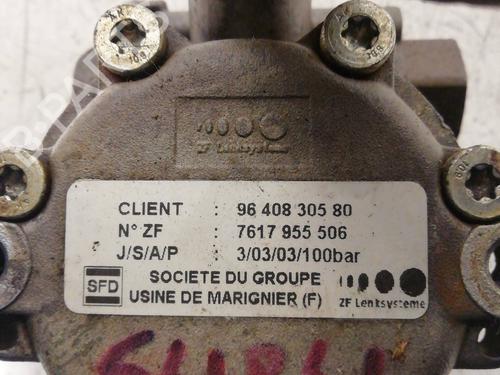 ZF Lenksysteme
CLIENT : 96 408 305 80
N° ZF : 7617 955 506
J/S/A/P : 3/03/03/100bar
SFD SOCIETE DU GROUPE
USINE DE MARIGNIER (F) ZF Lenksysteme